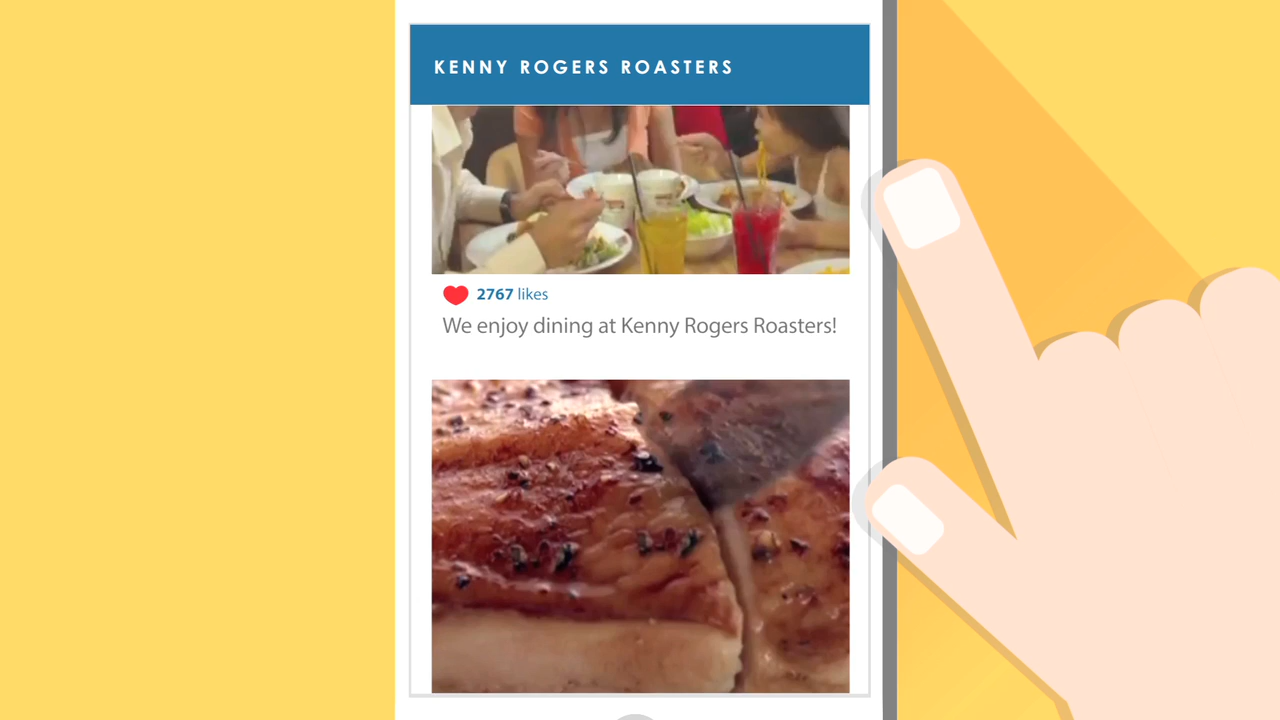 KENNY ROGERS ROASTERS
2767 likes
We enjoy dining at Kenny Rogers Roasters!